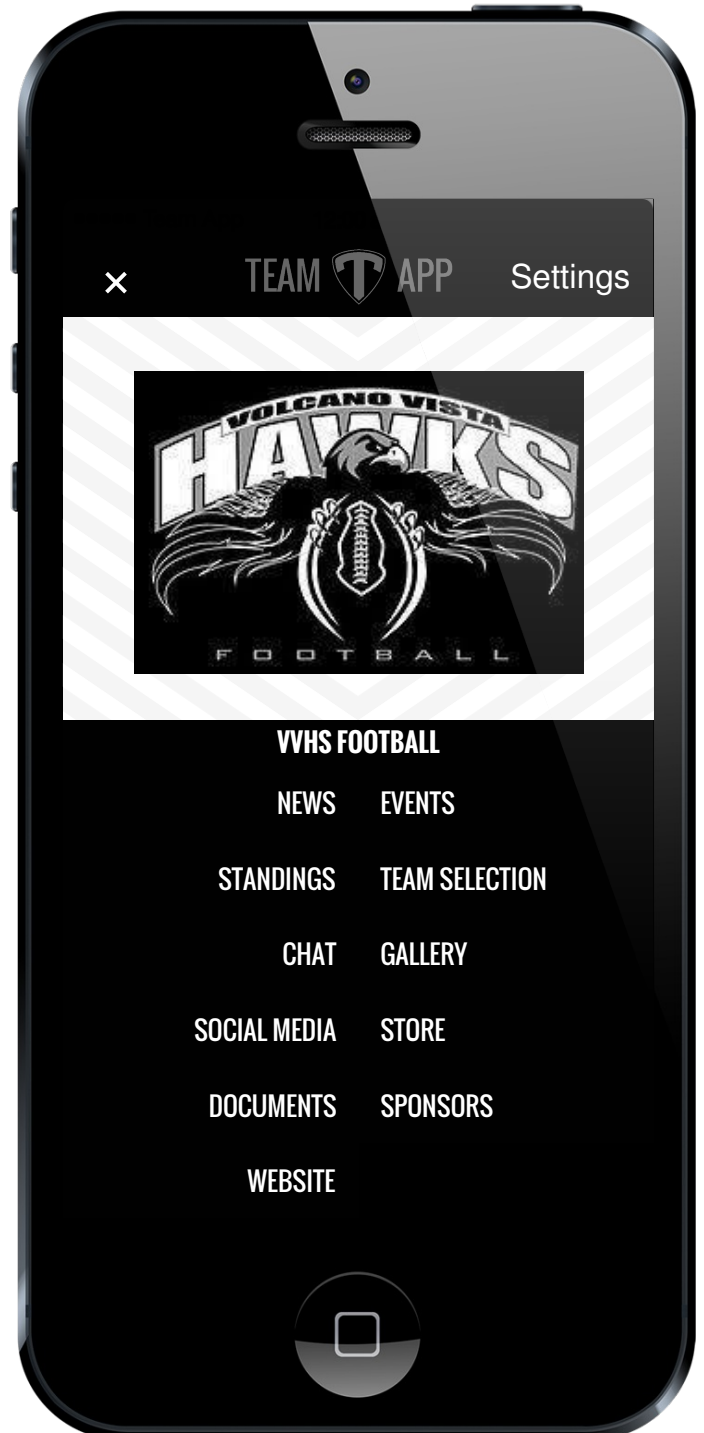 × TEAM T APP Settings
VOLCANO VISTA
HAWKS
FOOTBALL
VVHS FOOTBALL
NEWS EVENTS
STANDINGS TEAM SELECTION
CHAT GALLERY
SOCIAL MEDIA STORE
DOCUMENTS SPONSORS
WEBSITE